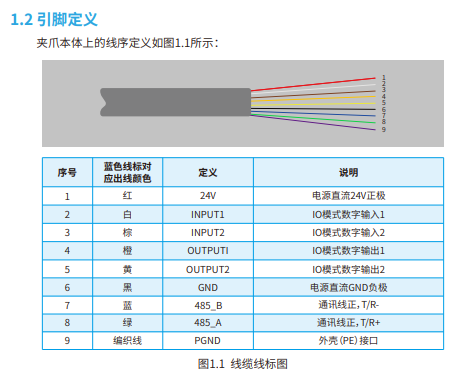 1.2 引脚定义
夹爪本体上的线序定义如图1.1所示：
1
2
3
4
5
6
7
8
9
序号 蓝色线标对应出线颜色 定义 说明
1 红 24V 电源直流24V正极
2 白 INPUT1 IO模式数字输入1
3 棕 INPUT2 IO模式数字输入2
4 橙 OUTPUTI IO模式数字输出1
5 黄 OUTPUT2 IO模式数字输出2
6 黑 GND 电源直流GND负极
7 蓝 485_B 通讯线正，T/R-
8 绿 485_A 通讯线正，T/R+
9 编织线 PGND 外壳（PE）接口
图1.1 线缆线标图